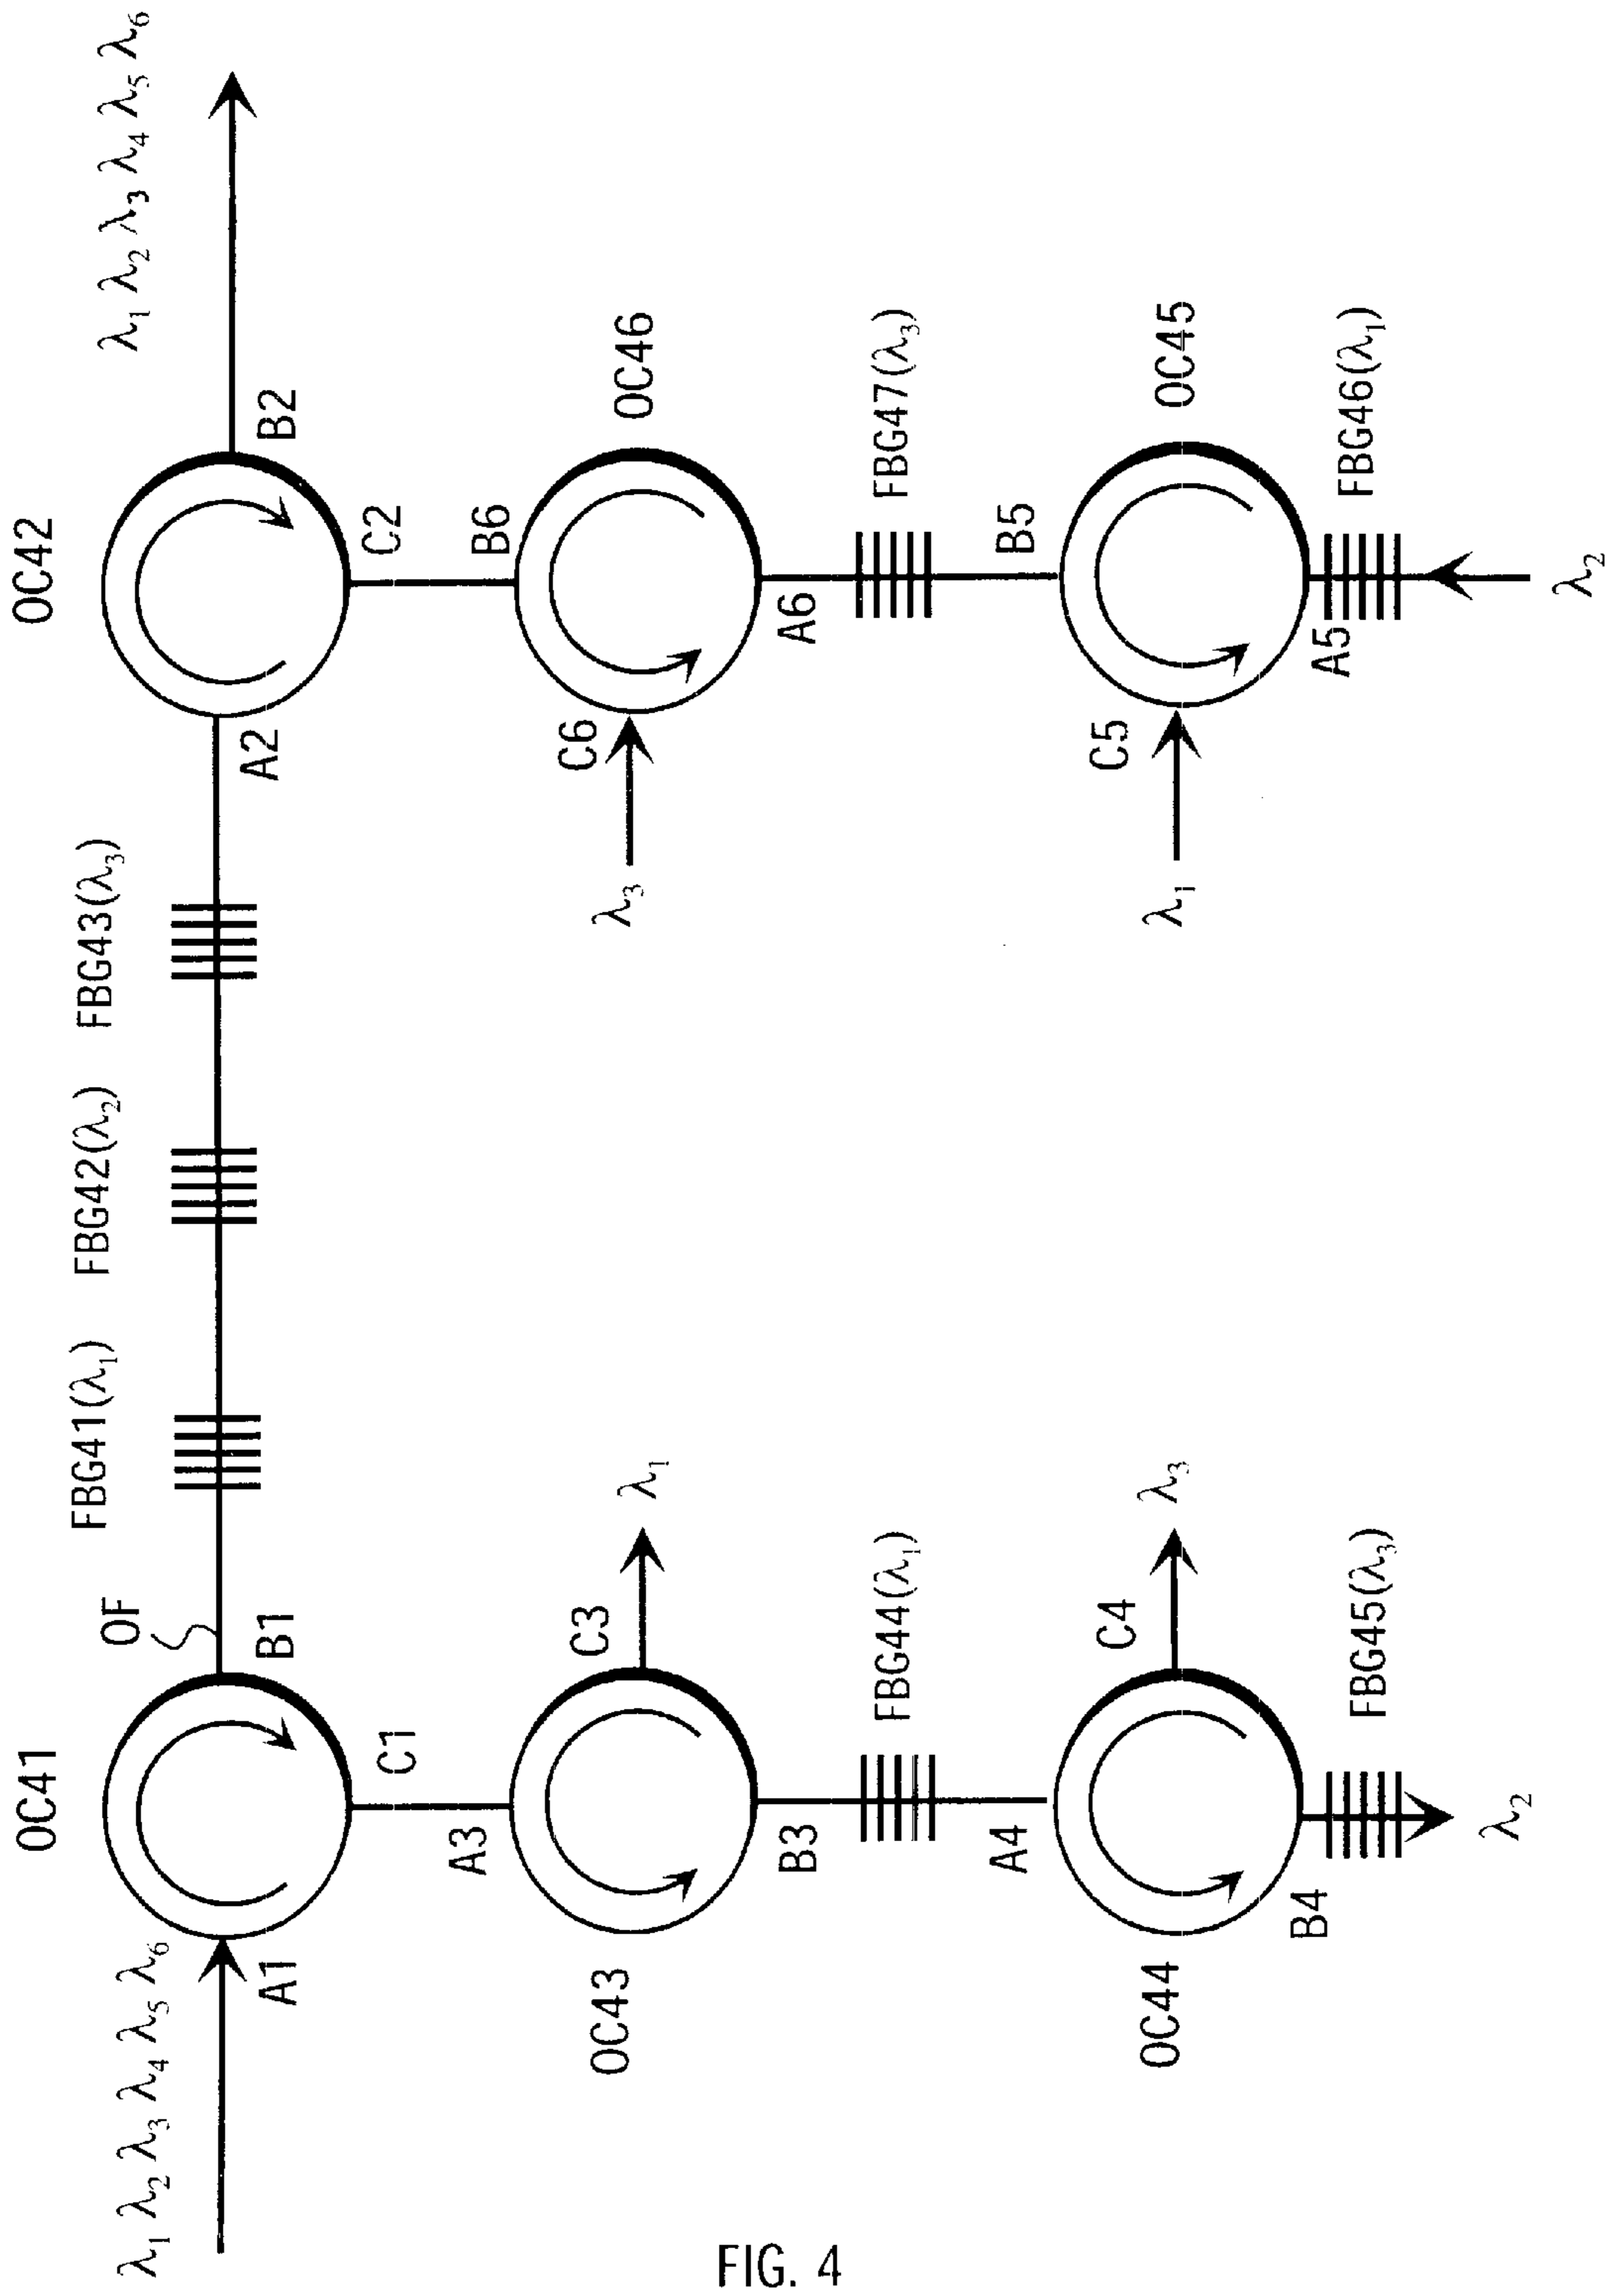 OC41
OC42
FBG41(λ₁)
FBG42(λ₂)
FBG43(λ₃)
λ₁ λ₂ λ₃ λ₄ λ₅ λ₆
λ₁ λ₂ λ₃ λ₄ λ₅ λ₆
OF
A1
B1
A2
B2
C1
C2
A3
B6
OC43
C3
λ₁
λ₃
C6
OC46
B3
A6
FBG44(λ₁)
FBG47(λ₃)
A4
B5
OC44
C4
λ₃
λ₁
C5
OC45
B4
A5
FBG45(λ₃)
FBG46(λ₁)
λ₂
λ₂
FIG. 4